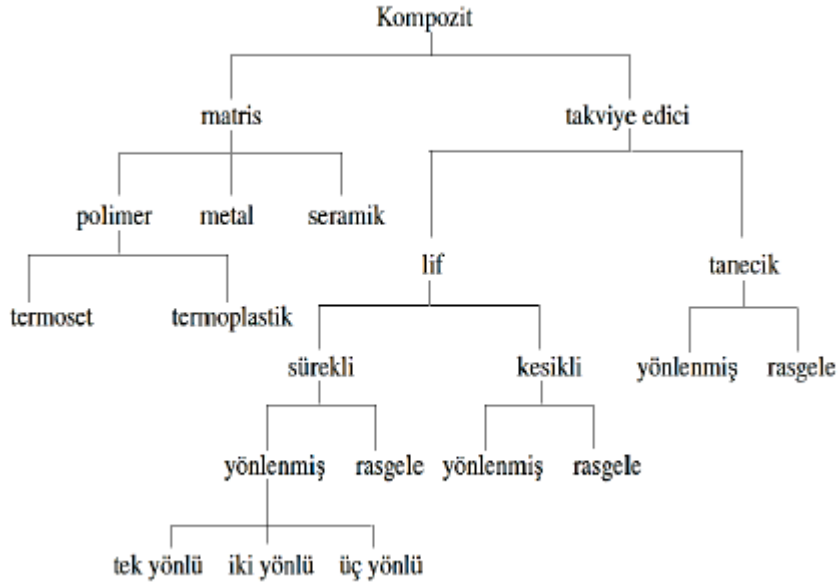 Kompozit
matris takviye edici
polimer metal seramik
lif tanecik
termoset termoplastik
sürekli kesikli yönlenmiş rasgele
yönlenmiş rasgele yönlenmiş rasgele
tek yönlü iki yönlü üç yönlü